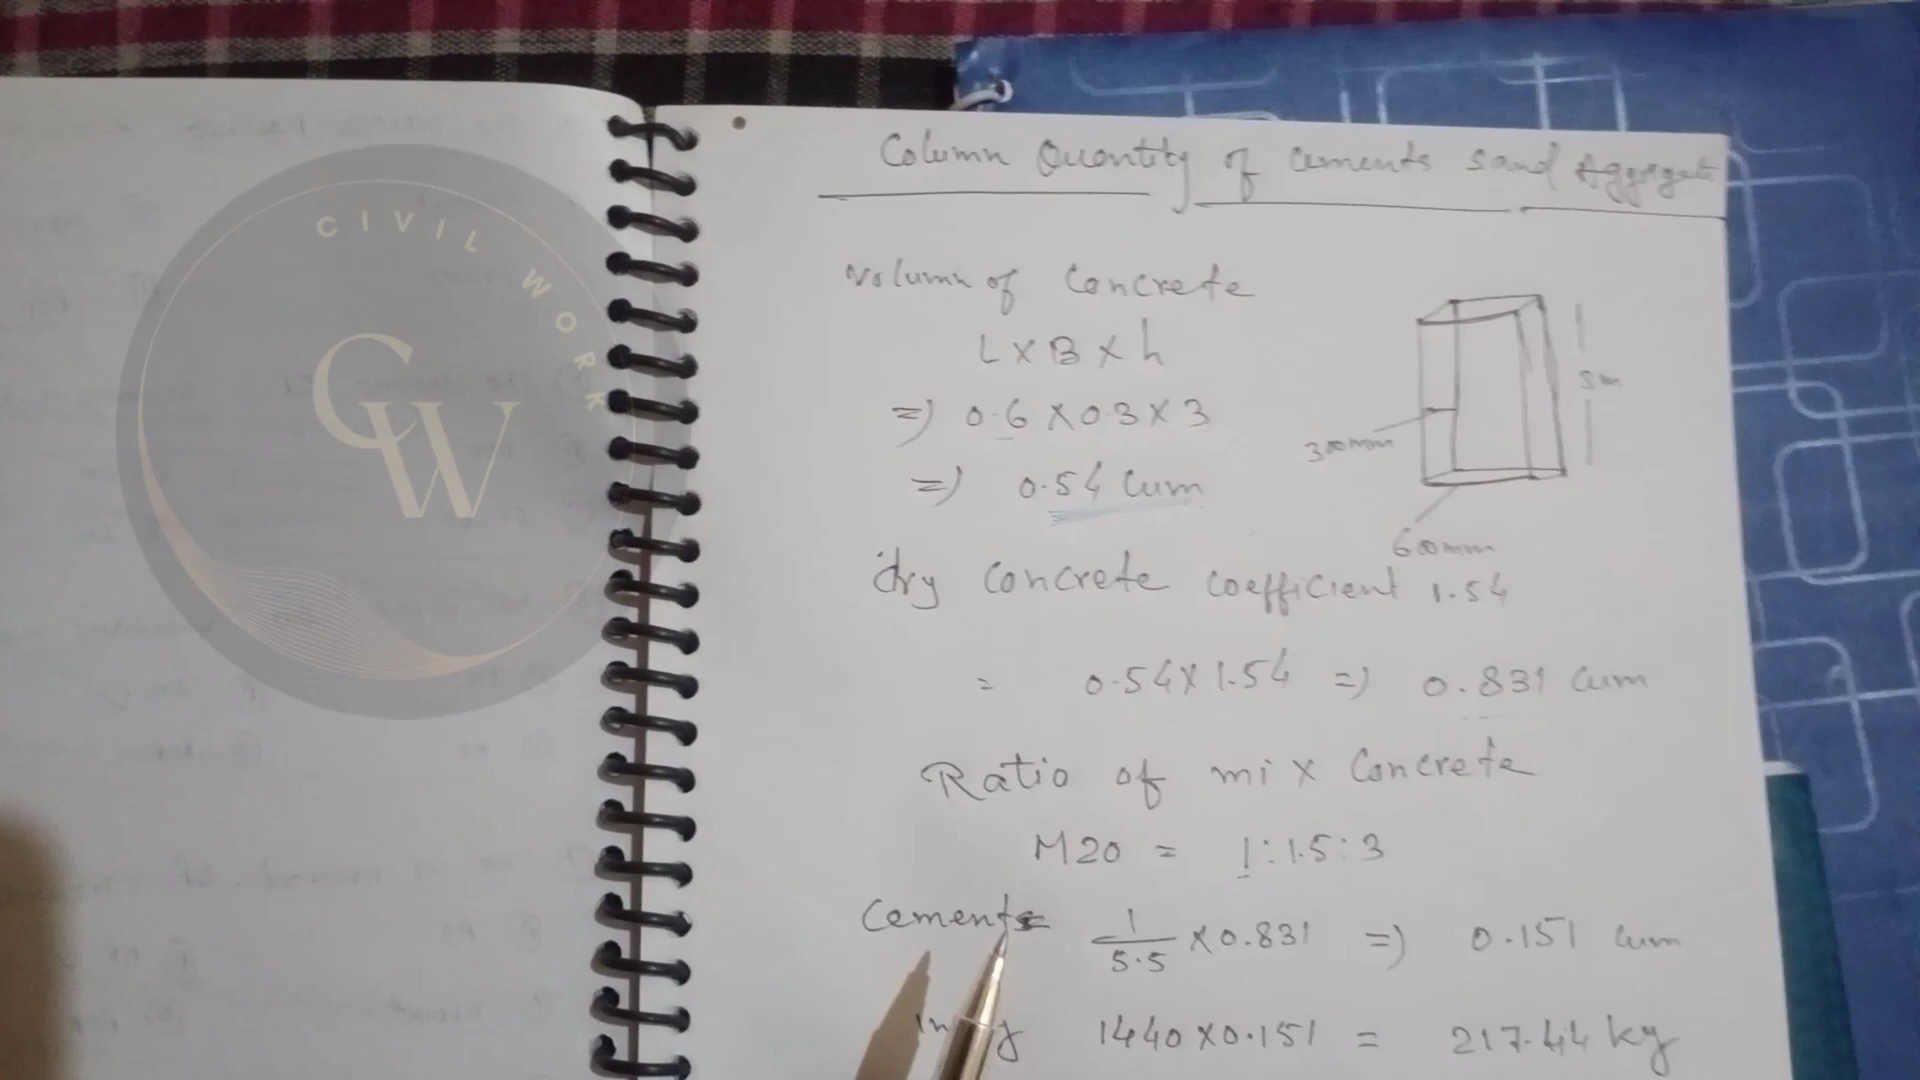 CIVIL WORK
CW
Column Quantity of cements sand Aggregate
Volumn of Concrete
L x B x h
=) 0.6 x 0.3 x 3
=) 0.54 Cum
3m
300mm
600mm
dry Concrete coefficient 1.54
= 0.54 x 1.54 =) 0.831 Cum
Ratio of mix Concrete
M20 = 1:1.5:3
Cement= 1/5.5 x 0.831 =) 0.151 Cum
1440 x 0.151 = 217.44 kg